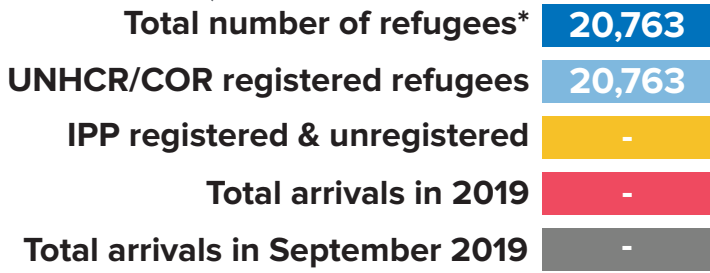 Total number of refugees* 20,763
UNHCR/COR registered refugees 20,763
IPP registered & unregistered -
Total arrivals in 2019 -
Total arrivals in September 2019 -